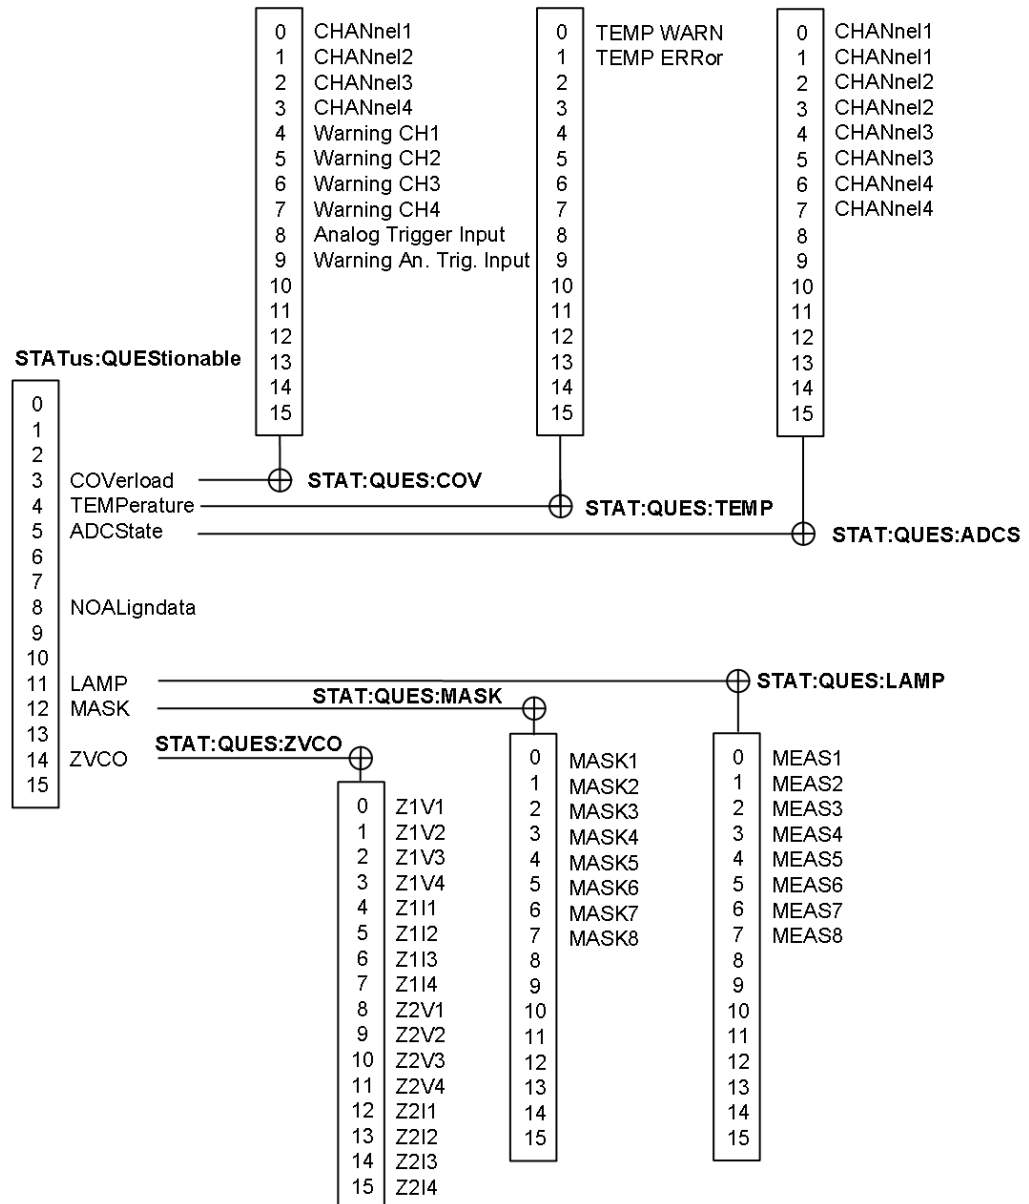 0 CHANnel1
1 CHANnel2
2 CHANnel3
3 CHANnel4
4 Warning CH1
5 Warning CH2
6 Warning CH3
7 Warning CH4
8 Analog Trigger Input
9 Warning An. Trig. Input
10
11
12
13
14
15
0 TEMP WARN
1 TEMP ERRor
2
3
4
5
6
7
8
9
10
11
12
13
14
15
0 CHANnel1
1 CHANnel1
2 CHANnel2
3 CHANnel2
4 CHANnel3
5 CHANnel3
6 CHANnel4
7 CHANnel4
8
9
10
11
12
13
14
15
STATus:QUEStionable
0
1
2
3 COVerload
4 TEMPerature
5 ADCState
6
7
8 NOALigndata
9
10
11 LAMP
12 MASK
13
14 ZVCO
15
STAT:QUES:COV
STAT:QUES:TEMP
STAT:QUES:ADCS
STAT:QUES:LAMP
STAT:QUES:MASK
STAT:QUES:ZVCO
0 Z1V1
1 Z1V2
2 Z1V3
3 Z1V4
4 Z1I1
5 Z1I2
6 Z1I3
7 Z1I4
8 Z2V1
9 Z2V2
10 Z2V3
11 Z2V4
12 Z2I1
13 Z2I2
14 Z2I3
15 Z2I4
0 MASK1
1 MASK2
2 MASK3
3 MASK4
4 MASK5
5 MASK6
6 MASK7
7 MASK8
8
9
10
11
12
13
14
15
0 MEAS1
1 MEAS2
2 MEAS3
3 MEAS4
4 MEAS5
5 MEAS6
6 MEAS7
7 MEAS8
8
9
10
11
12
13
14
15